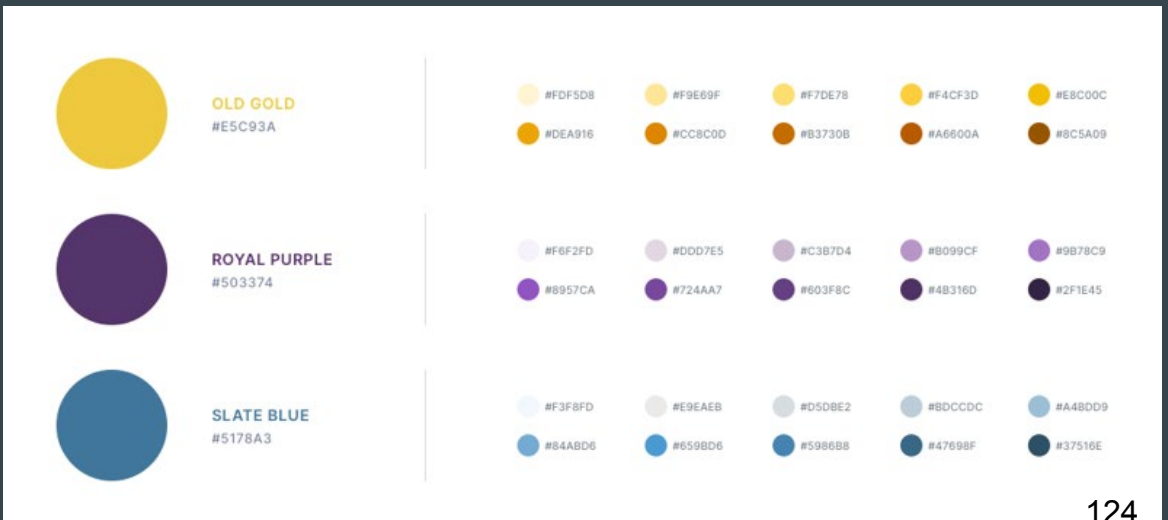 OLD GOLD
#E5C93A
#FDF5D8 #F9E69F #F7DE78 #F4CF3D #E8C00C
#DEA916 #CC8C0D #B3730B #A6600A #8C5A09
ROYAL PURPLE
#503374
#F6F2FD #DDD7E5 #C3B7D4 #B099CF #9B78C9
#8957CA #724AA7 #603F8C #4B316D #2F1E45
SLATE BLUE
#5178A3
#F3F8FD #E9EAEB #D5DBE2 #BDCCDC #A4BDD9
#84ABD6 #659BD6 #5986B8 #47698F #37516E
124